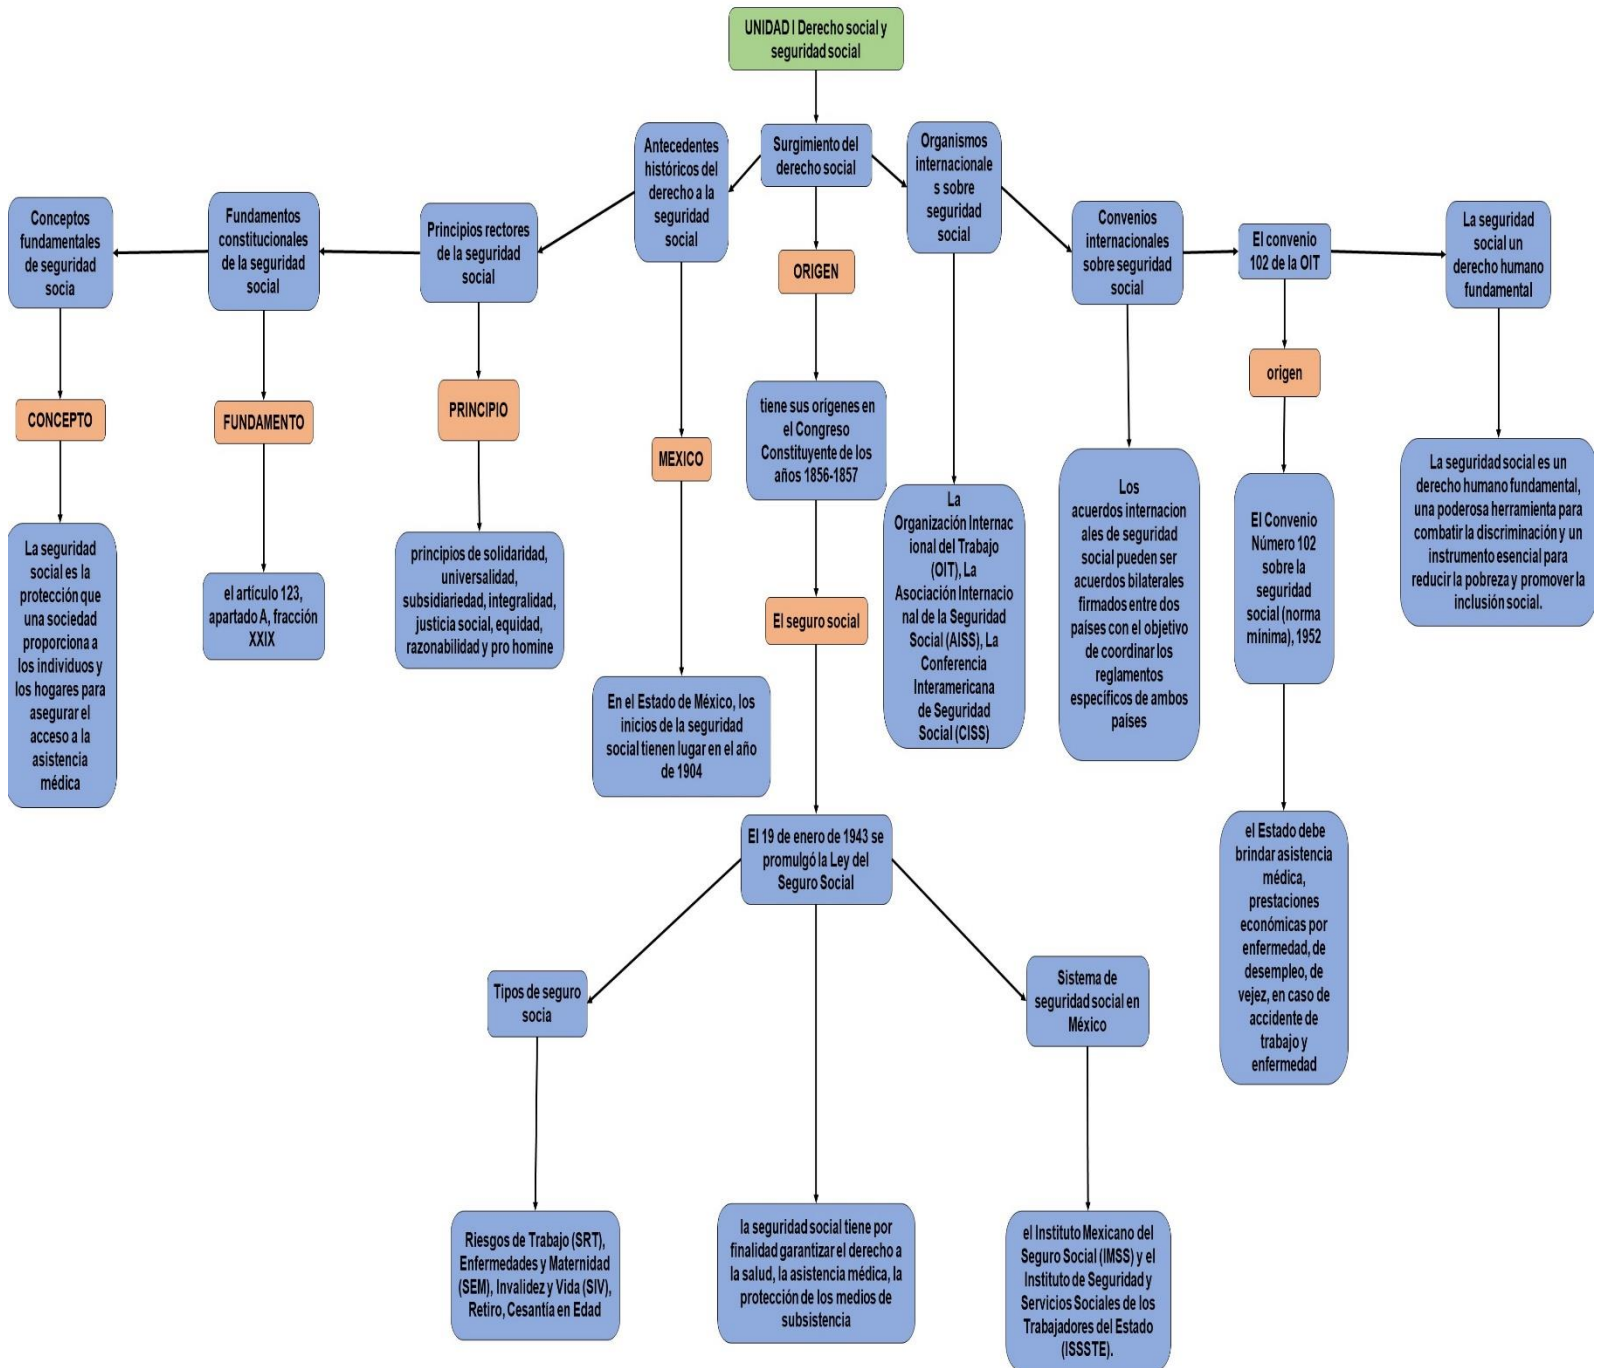 UNIDAD I Derecho social y
seguridad social
Surgimiento del
derecho social
Antecedentes
históricos del
derecho a la
seguridad
social
Organismos
internacionale
s sobre
seguridad
social
Conceptos
fundamentales
de seguridad
socia
Fundamentos
constitucionales
de la seguridad
social
Principios rectores
de la seguridad
social
ORIGEN
Convenios
internacionales
sobre seguridad
social
El convenio
102 de la OIT
La seguridad
social un
derecho humano
fundamental
CONCEPTO
FUNDAMENTO
PRINCIPIO
MEXICO
tiene sus orígenes en
el Congreso
Constituyente de los
años 1856-1857
origen
La seguridad
social es la
protección que
una sociedad
proporciona a
los individuos y
los hogares para
asegurar el
acceso a la
asistencia
médica
el artículo 123,
apartado A, fracción
XXIX
principios de solidaridad,
universalidad,
subsidiariedad, integralidad,
justicia social, equidad,
razonabilidad y pro homine
En el Estado de México, los
inicios de la seguridad
social tienen lugar en el año
de 1904
El seguro social
La
Organización Internac
ional del Trabajo
(OIT), La
Asociación Internacio
nal de la Seguridad
Social (AISS), La
Conferencia
Interamericana
de Seguridad
Social (CISS)
Los
acuerdos internacion
ales de seguridad
social pueden ser
acuerdos bilaterales
firmados entre dos
países con el objetivo
de coordinar los
reglamentos
específicos de ambos
países
El Convenio
Número 102
sobre la
seguridad
social (norma
mínima), 1952
La seguridad social es un
derecho humano fundamental,
una poderosa herramienta para
combatir la discriminación y un
instrumento esencial para
reducir la pobreza y promover la
inclusión social.
El 19 de enero de 1943 se
promulgó la Ley del
Seguro Social
el Estado debe
brindar asistencia
médica,
prestaciones
económicas por
enfermedad, de
desempleo, de
vejez, en caso de
accidente de
trabajo y
enfermedad
Tipos de seguro
socia
Sistema de
seguridad social en
México
Riesgos de Trabajo (SRT),
Enfermedades y Maternidad
(SEM), Invalidez y Vida (SIV),
Retiro, Cesantía en Edad
la seguridad social tiene por
finalidad garantizar el derecho a
la salud, la asistencia médica, la
protección de los medios de
subsistencia
el Instituto Mexicano del
Seguro Social (IMSS) y el
Instituto de Seguridad y
Servicios Sociales de los
Trabajadores del Estado
(ISSSTE).